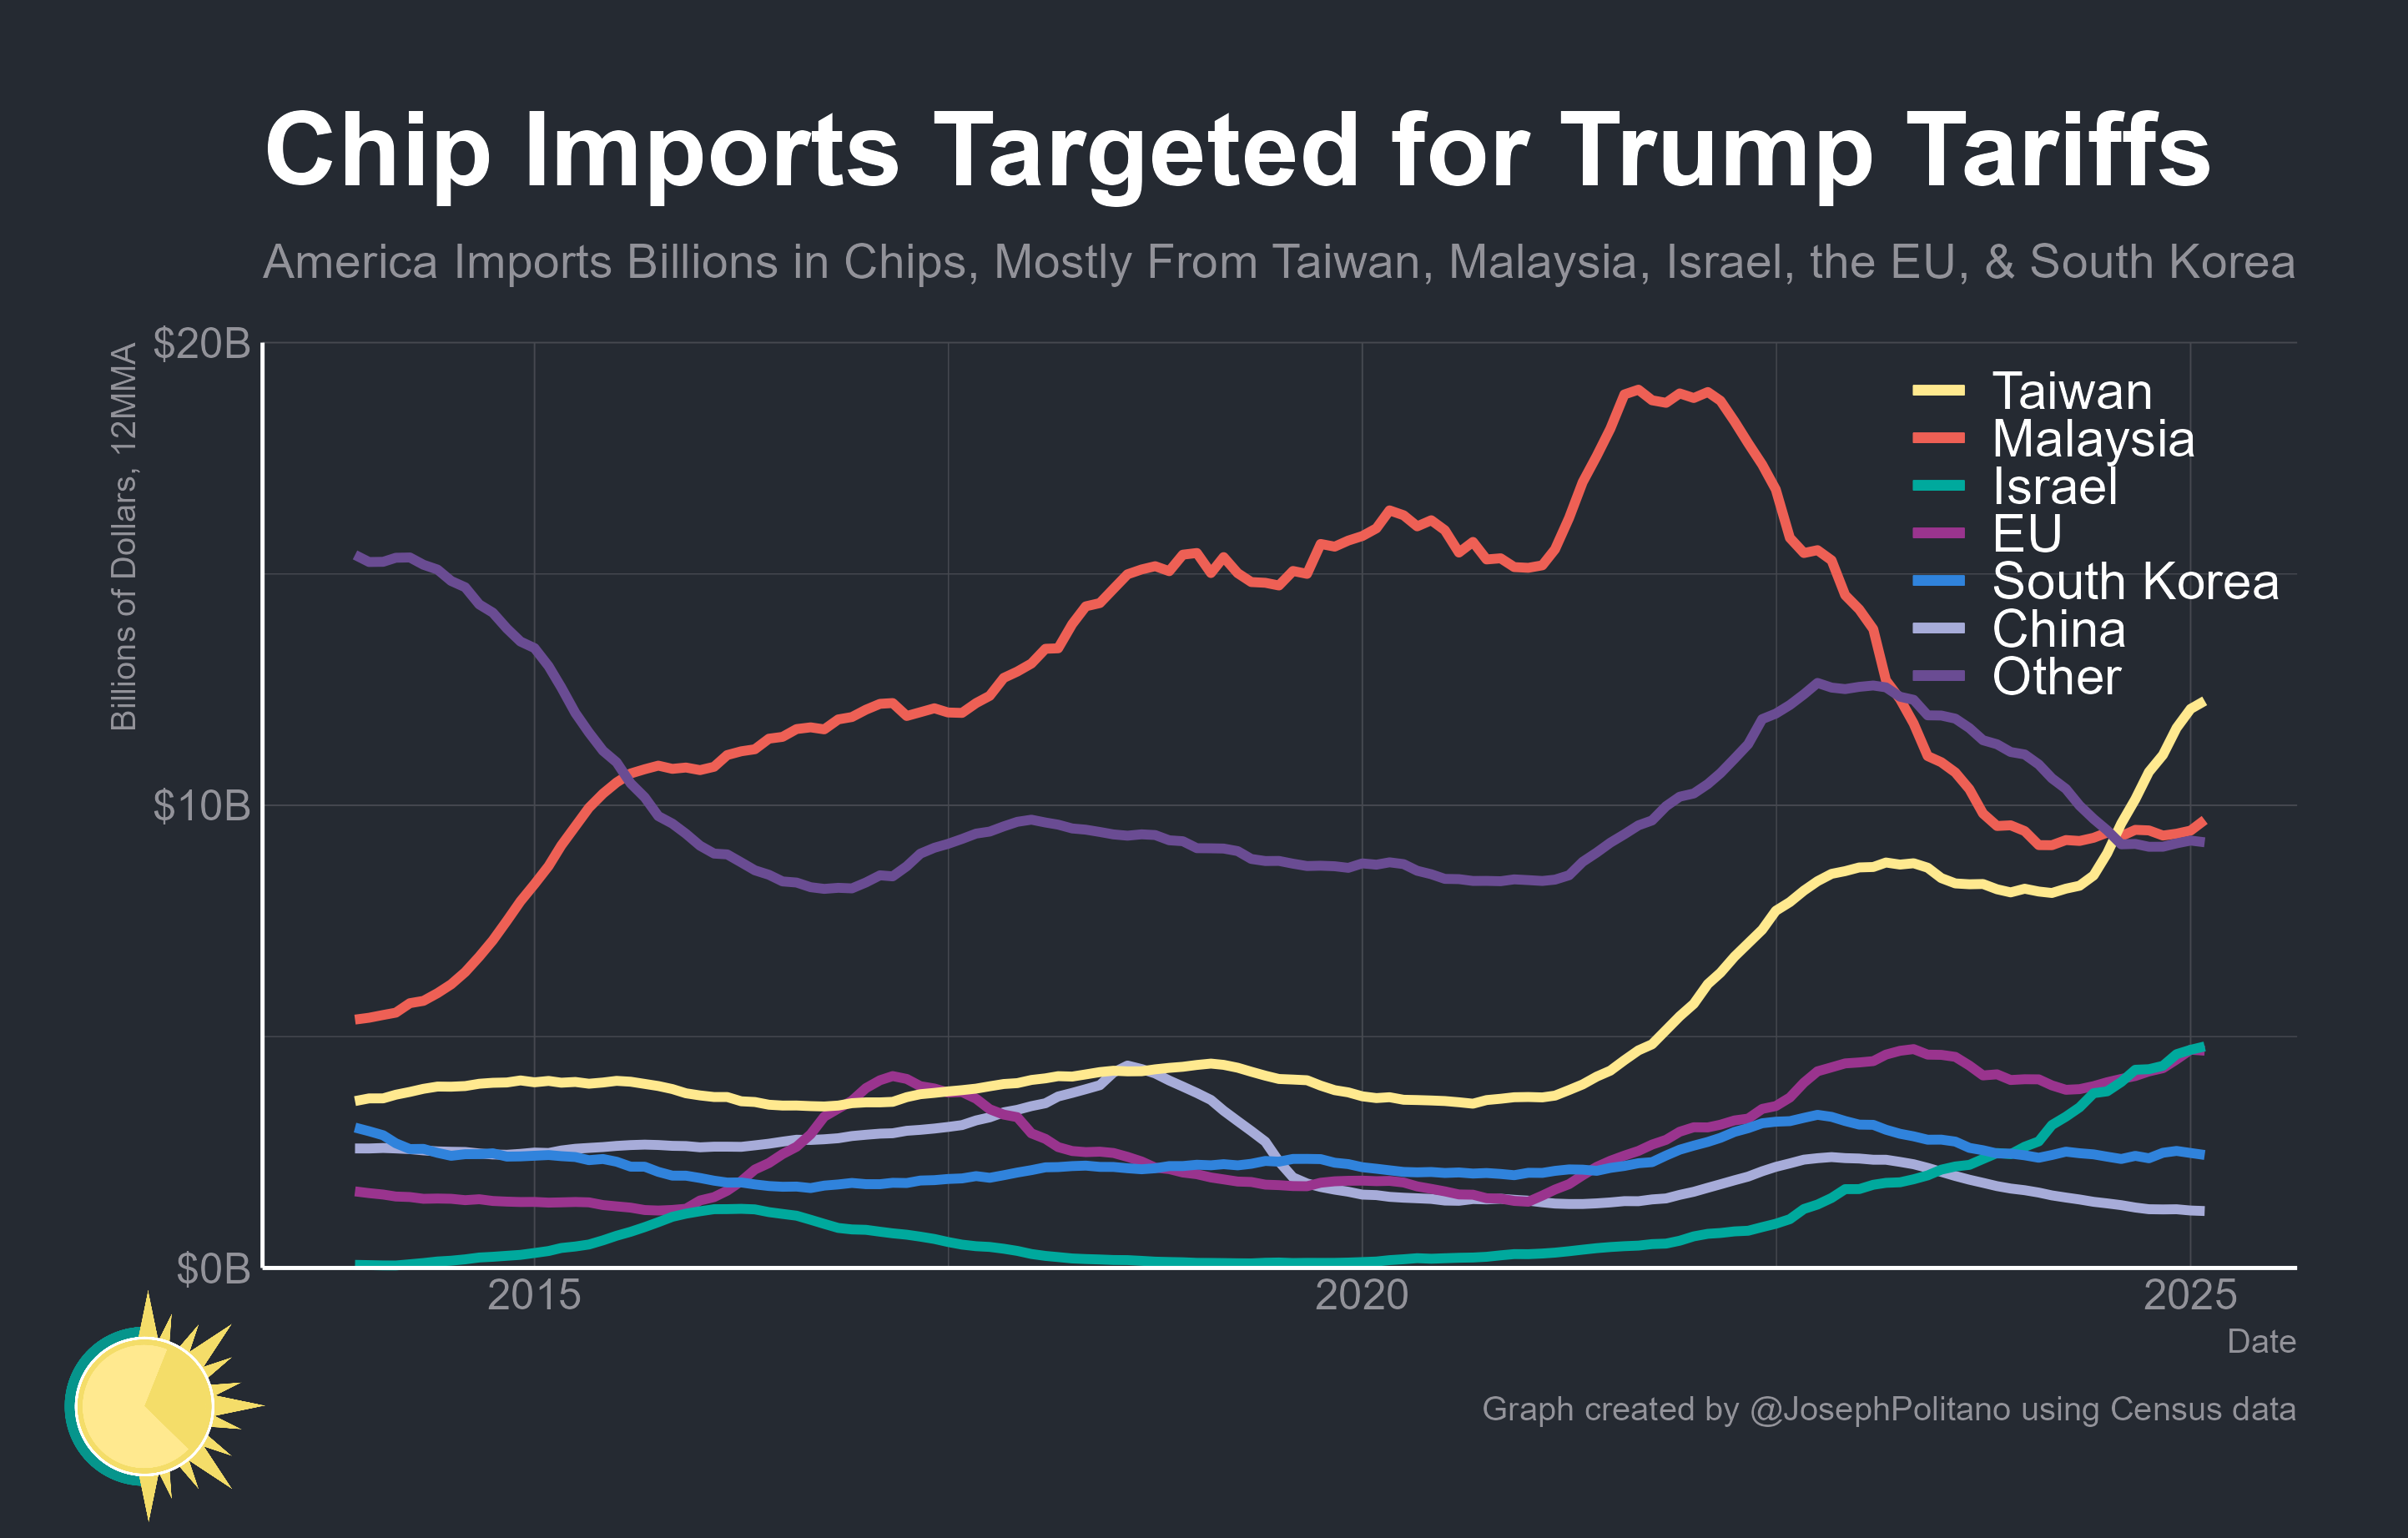 Chip Imports Targeted for Trump Tariffs
America Imports Billions in Chips, Mostly From Taiwan, Malaysia, Israel, the EU, & South Korea
Billions of Dollars, 12MMA
$20B
$10B
$0B
Taiwan
Malaysia
Israel
EU
South Korea
China
Other
2015
2020
2025
Date
Graph created by @JosephPolitano using Census data